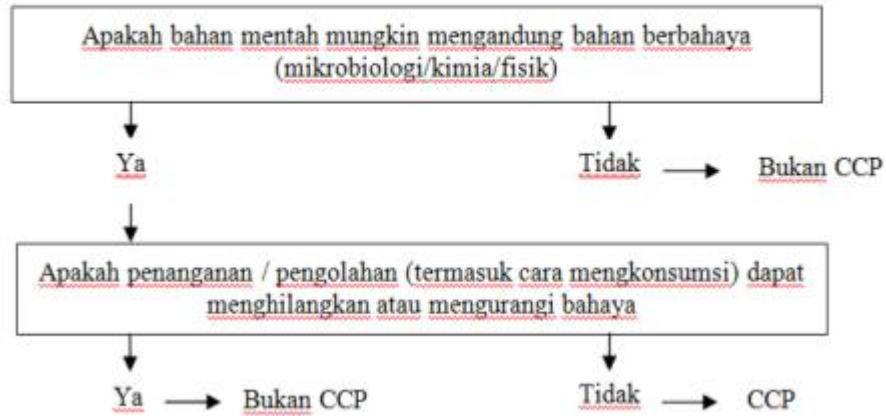 Apakah bahan mentah mungkin mengandung bahan berbahaya
(mikrobiologi/kimia/fisik)
Ya
Tidak
Bukan CCP
Apakah penanganan / pengolahan (termasuk cara mengkonsumsi) dapat
menghilangkan atau mengurangi bahaya
Ya
Bukan CCP
Tidak
CCP